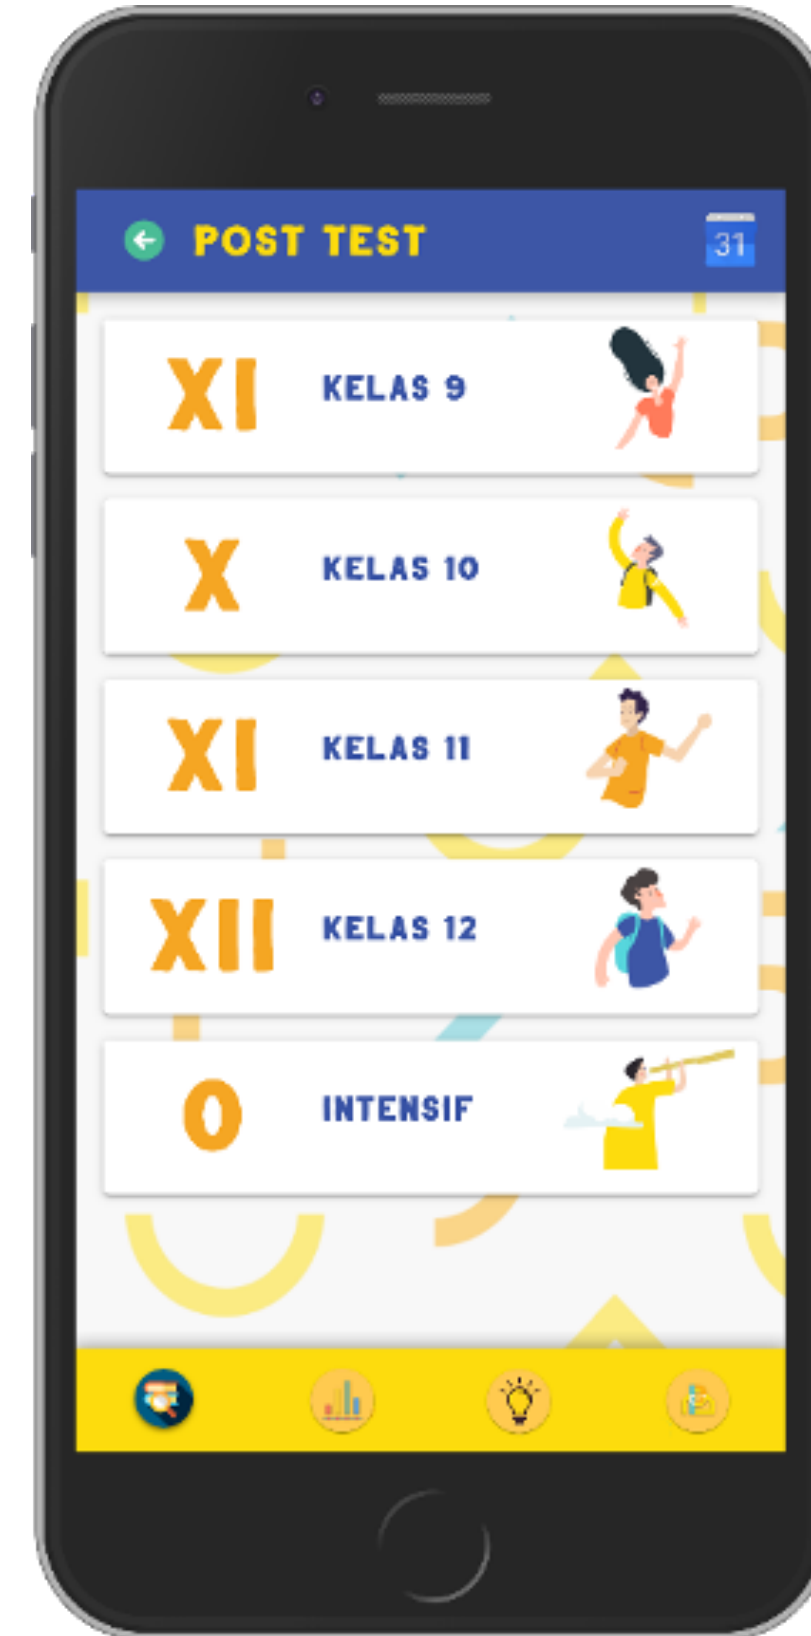 POST TEST
31
XI KELAS 9
X KELAS 10
XI KELAS 11
XII KELAS 12
O INTENSIF